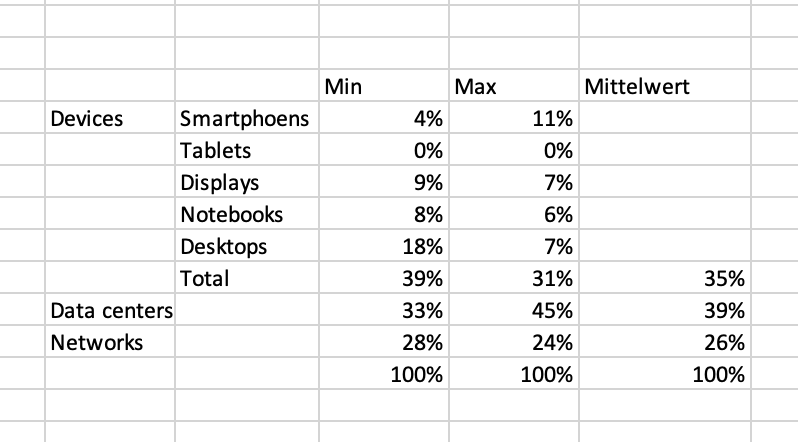 Min Max Mittelwert
Devices Smartphoens 4% 11%
Tablets 0% 0%
Displays 9% 7%
Notebooks 8% 6%
Desktops 18% 7%
Total 39% 31% 35%
Data centers 33% 45% 39%
Networks 28% 24% 26%
100% 100% 100%